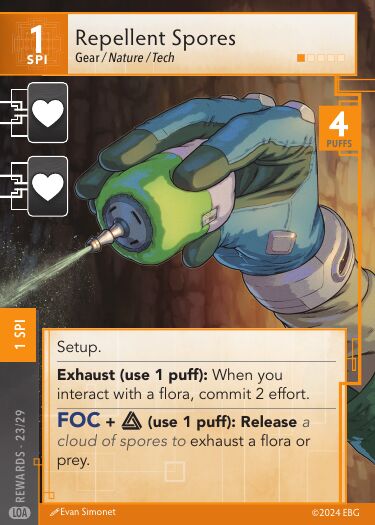 1
SPI
Repellent Spores
Gear / Nature / Tech
4
PUFFS
1 SPI
Setup.
Exhaust (use 1 puff): When you
interact with a flora, commit 2 effort.
FOC + (use 1 puff): Release a
cloud of spores to exhaust a flora or
prey.
REWARDS - 23/29
LOA
Evan Simonet
©2024 EBG